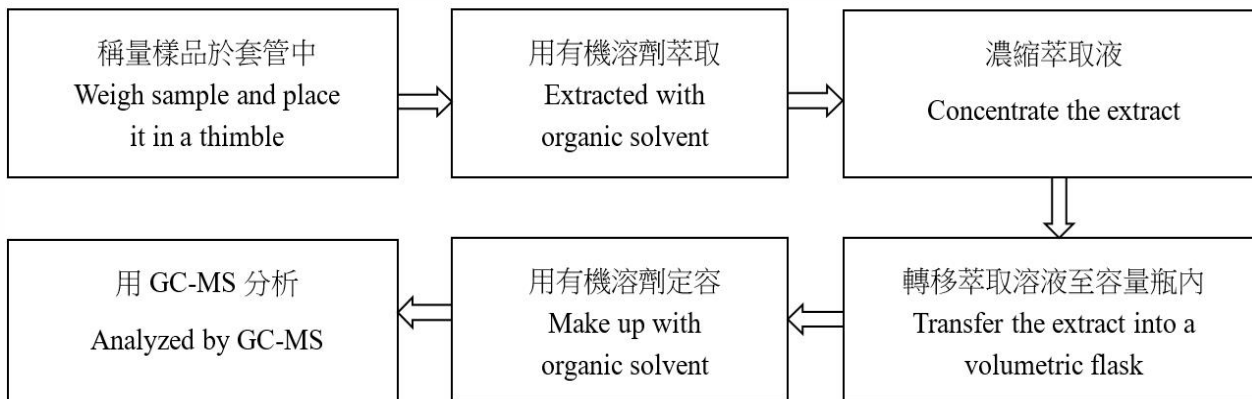 稱量樣品於套管中
Weigh sample and place
it in a thimble
用有機溶劑萃取
Extracted with
organic solvent
濃縮萃取液
Concentrate the extract
轉移萃取溶液至容量瓶內
Transfer the extract into a
volumetric flask
用有機溶劑定容
Make up with
organic solvent
用 GC-MS 分析
Analyzed by GC-MS